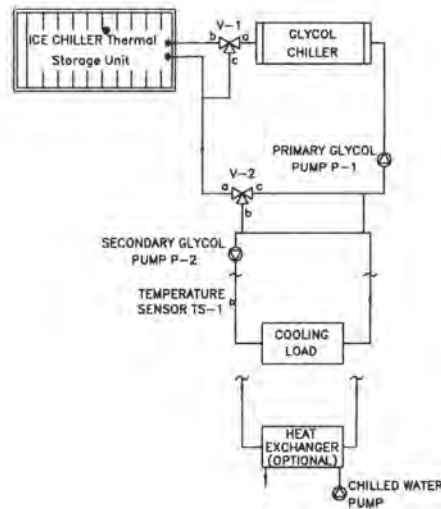 ICE CHILLER Thermal
Storage Unit
V-1
b
a
c
GLYCOL
CHILLER
PRIMARY GLYCOL
PUMP P-1
V-2
a
c
b
SECONDARY GLYCOL
PUMP P-2
TEMPERATURE
SENSOR TS-1
COOLING
LOAD
HEAT
EXCHANGER
(OPTIONAL)
CHILLED WATER
PUMP